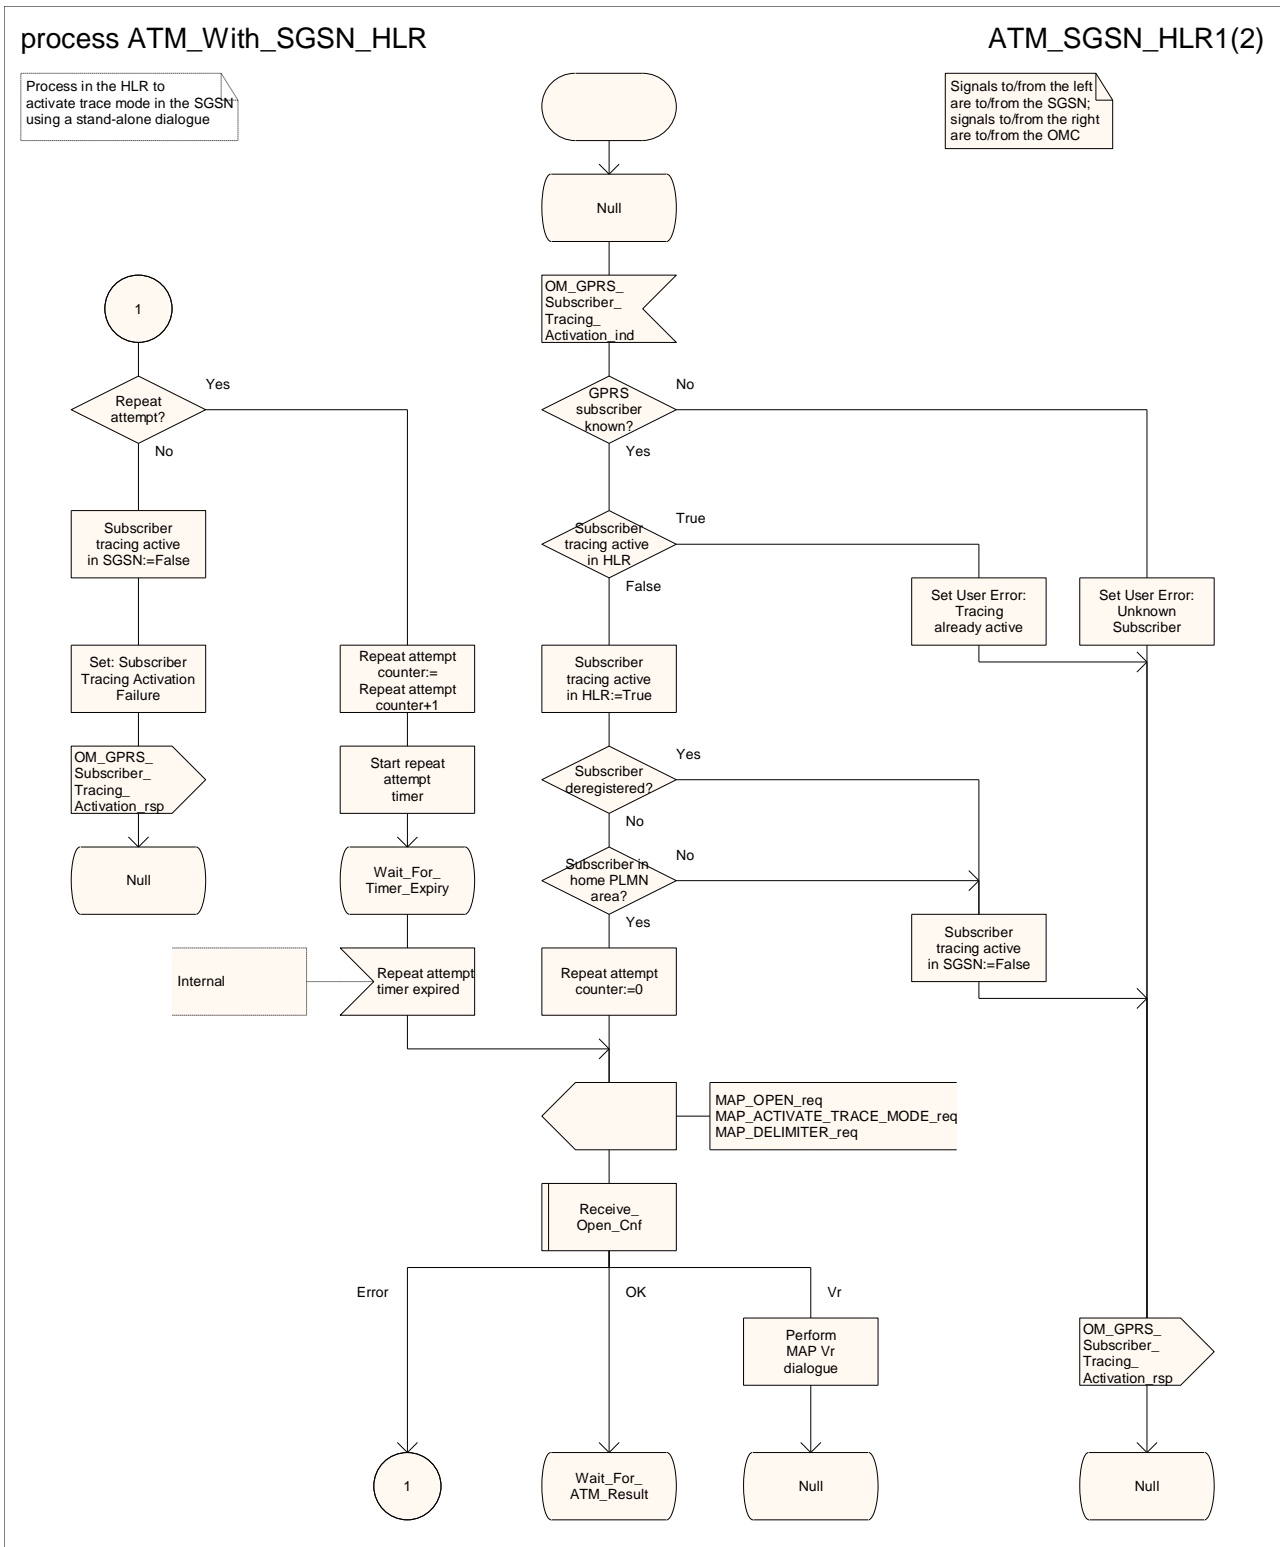 process ATM_With_SGSN_HLR
ATM_SGSN_HLR1(2)
Process in the HLR to
activate trace mode in the SGSN
using a stand-alone dialogue
Signals to/from the left
are to/from the SGSN;
signals to/from the right
are to/from the OMC
Null
OM_GPRS_
Subscriber_
Tracing_
Activation_ind
1
Repeat
attempt?
Yes
No
GPRS
subscriber
known?
No
Yes
Subscriber
tracing active
in SGSN:=False
Subscriber
tracing active
in HLR
True
False
Set User Error:
Tracing
already active
Set User Error:
Unknown
Subscriber
Set: Subscriber
Tracing Activation
Failure
Repeat attempt
counter:=
Repeat attempt
counter+1
Subscriber
tracing active
in HLR:=True
OM_GPRS_
Subscriber_
Tracing_
Activation_rsp
Start repeat
attempt
timer
Subscriber
deregistered?
Yes
No
Null
Wait_For_
Timer_Expiry
Subscriber in
home PLMN
area?
No
Yes
Subscriber
tracing active
in SGSN:=False
Internal
Repeat attempt
timer expired
Repeat attempt
counter:=0
MAP_OPEN_req
MAP_ACTIVATE_TRACE_MODE_req
MAP_DELIMITER_req
Receive_
Open_Cnf
Error
OK
Vr
Perform
MAP Vr
dialogue
OM_GPRS_
Subscriber_
Tracing_
Activation_rsp
1
Wait_For_
ATM_Result
Null
Null